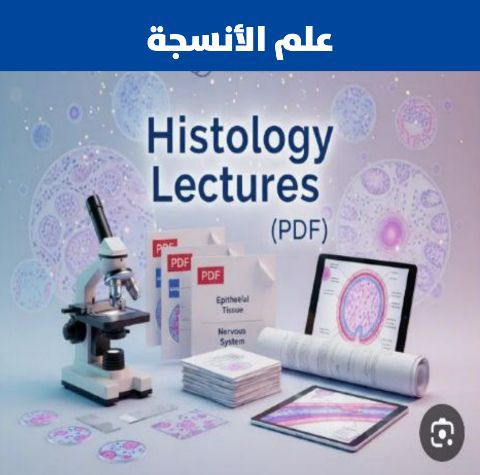 علم الأنسجة
Histology
Lectures
(PDF)
PDF
PDF
PDF
Epithelial
Tissue
Nervous
System